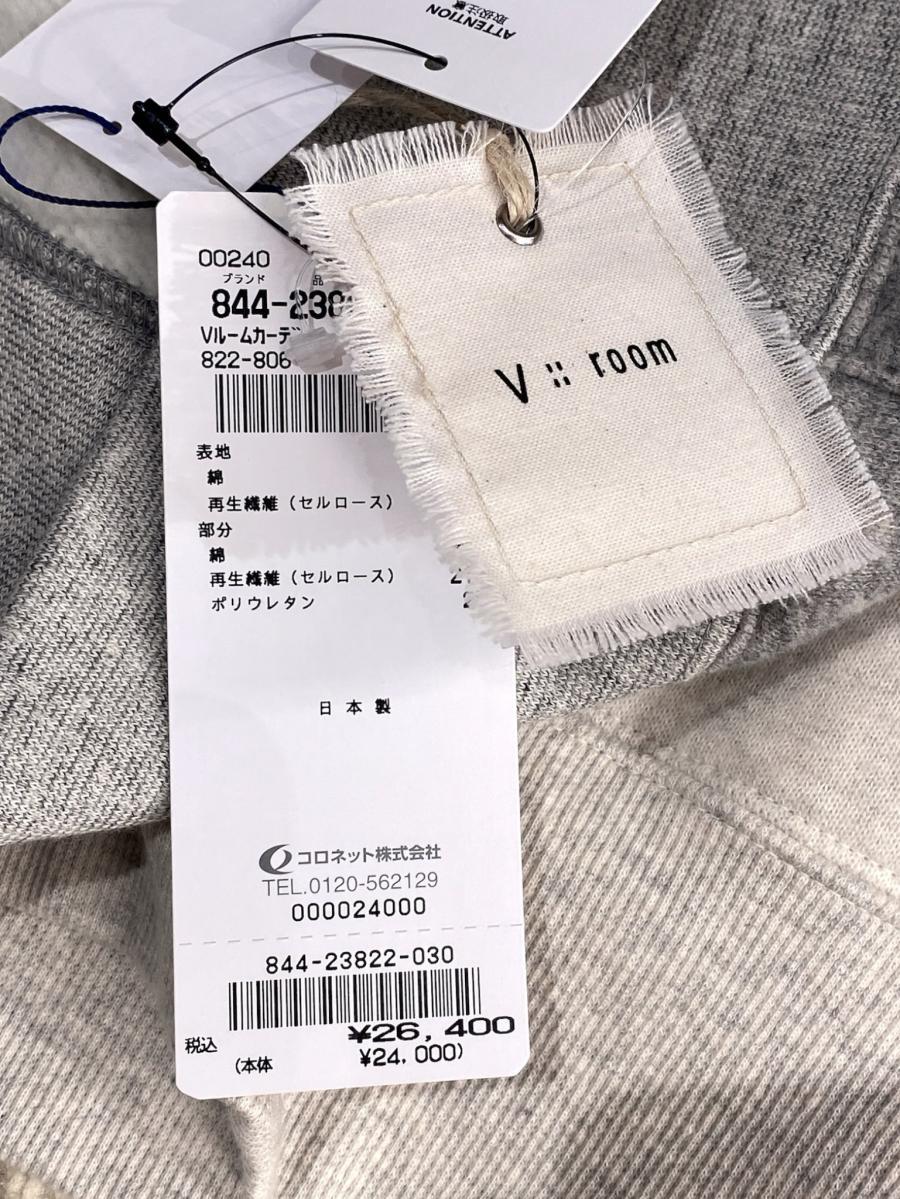 ATTENTION
取扱注意
V :: room
00240
ブランド 品
844-238
Vルームカーデ
822-806
表地
綿
再生繊維（セルロース）
部分
綿
再生繊維（セルロース） 2
ポリウレタン 2
日本製
コロネット株式会社
TEL.0120-562129
000024000
844-23822-030
税込 ¥26,400
(本体 ¥24,000)